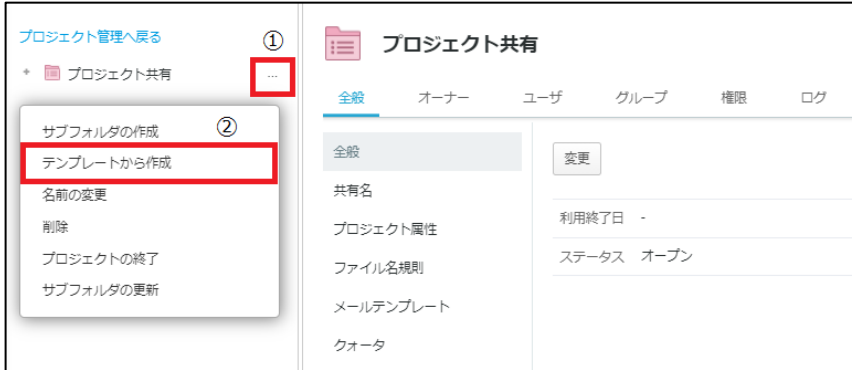 プロジェクト管理へ戻る
①
プロジェクト共有
...
サブフォルダの作成
②
テンプレートから作成
名前の変更
削除
プロジェクトの終了
サブフォルダの更新
プロジェクト共有
全般 オーナー ユーザ グループ 権限 ログ
全般
共有名
プロジェクト属性
ファイル名規則
メールテンプレート
クォータ
変更
利用終了日 -
ステータス オープン